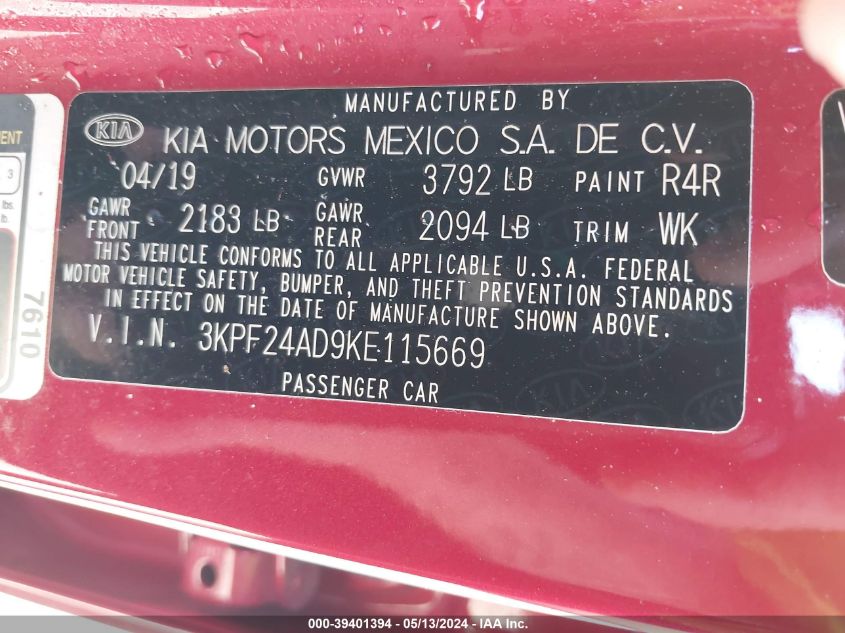 MANUFACTURED BY
KIA KIA MOTORS MEXICO S.A. DE C.V.
04/19 GVWR 3792 LB PAINT R4R
GAWR FRONT 2183 LB GAWR REAR 2094 LB TRIM WK
THIS VEHICLE CONFORMS TO ALL APPLICABLE U.S.A. FEDERAL
MOTOR VEHICLE SAFETY, BUMPER, AND THEFT PREVENTION STANDARDS
IN EFFECT ON THE DATE OF MANUFACTURE SHOWN ABOVE.
V.I.N. 3KPF24AD9KE115669
PASSENGER CAR
3
lbs.
lb.
7610
000-39401394 - 05/13/2024 - IAA Inc.